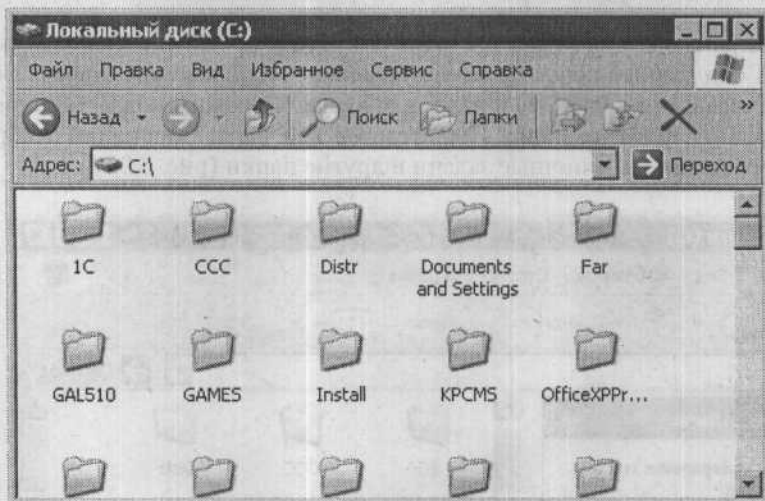 Локальный диск (C:)
Файл Правка Вид Избранное Сервис Справка
Назад Поиск Папки »
Адрес: C:\ Переход
1C CCC Distr Documents and Settings Far
GAL510 GAMES Install KPCMS OfficeXPPr...